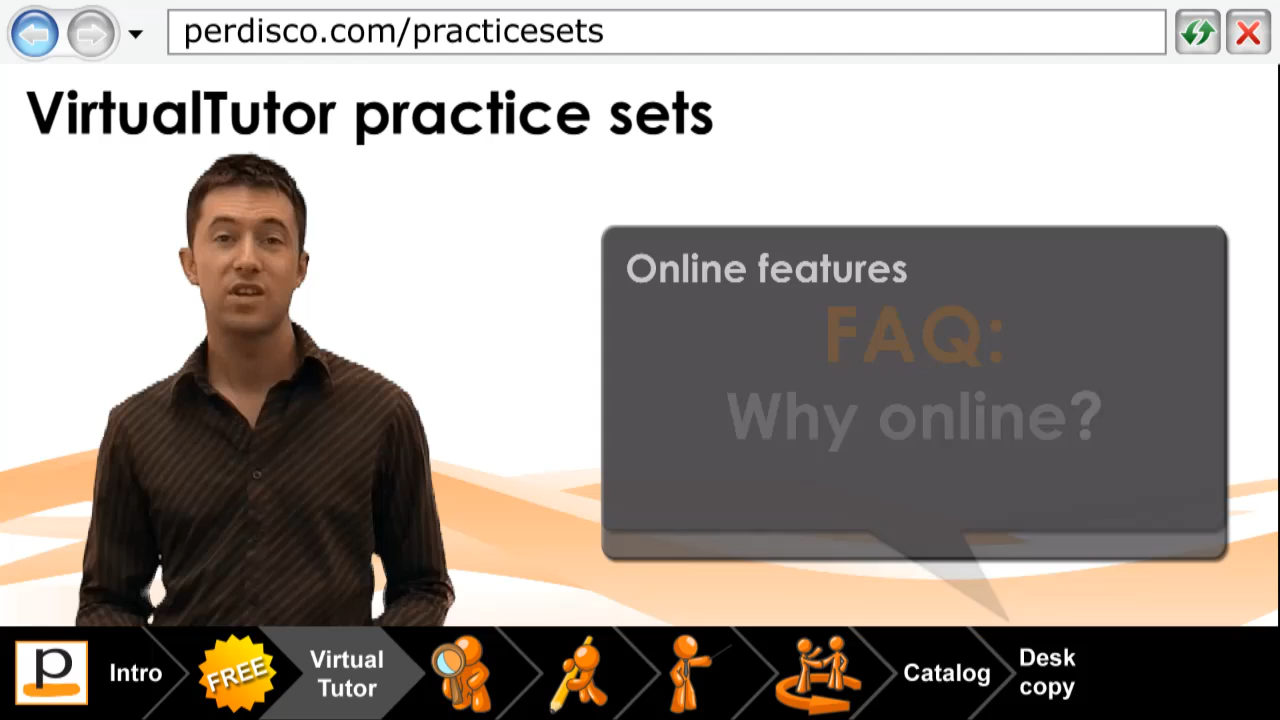 perdisco.com/practicesets
VirtualTutor practice sets
Online features
FAQ:
Why online?
p
Intro
FREE
Virtual
Tutor
Catalog
Desk
copy